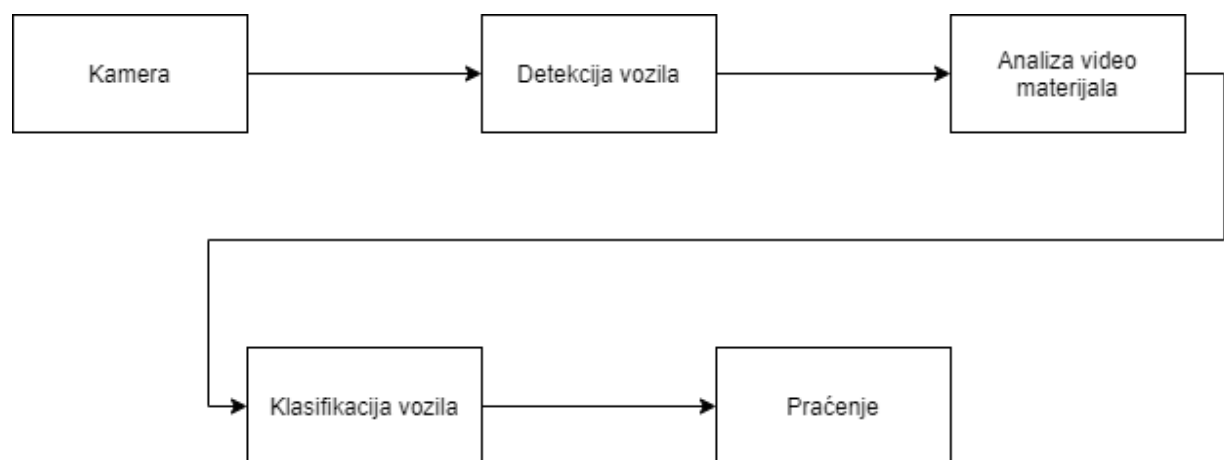 Kamera
Detekcija vozila
Analiza video
materijala
Klasifikacija vozila
Praćenje